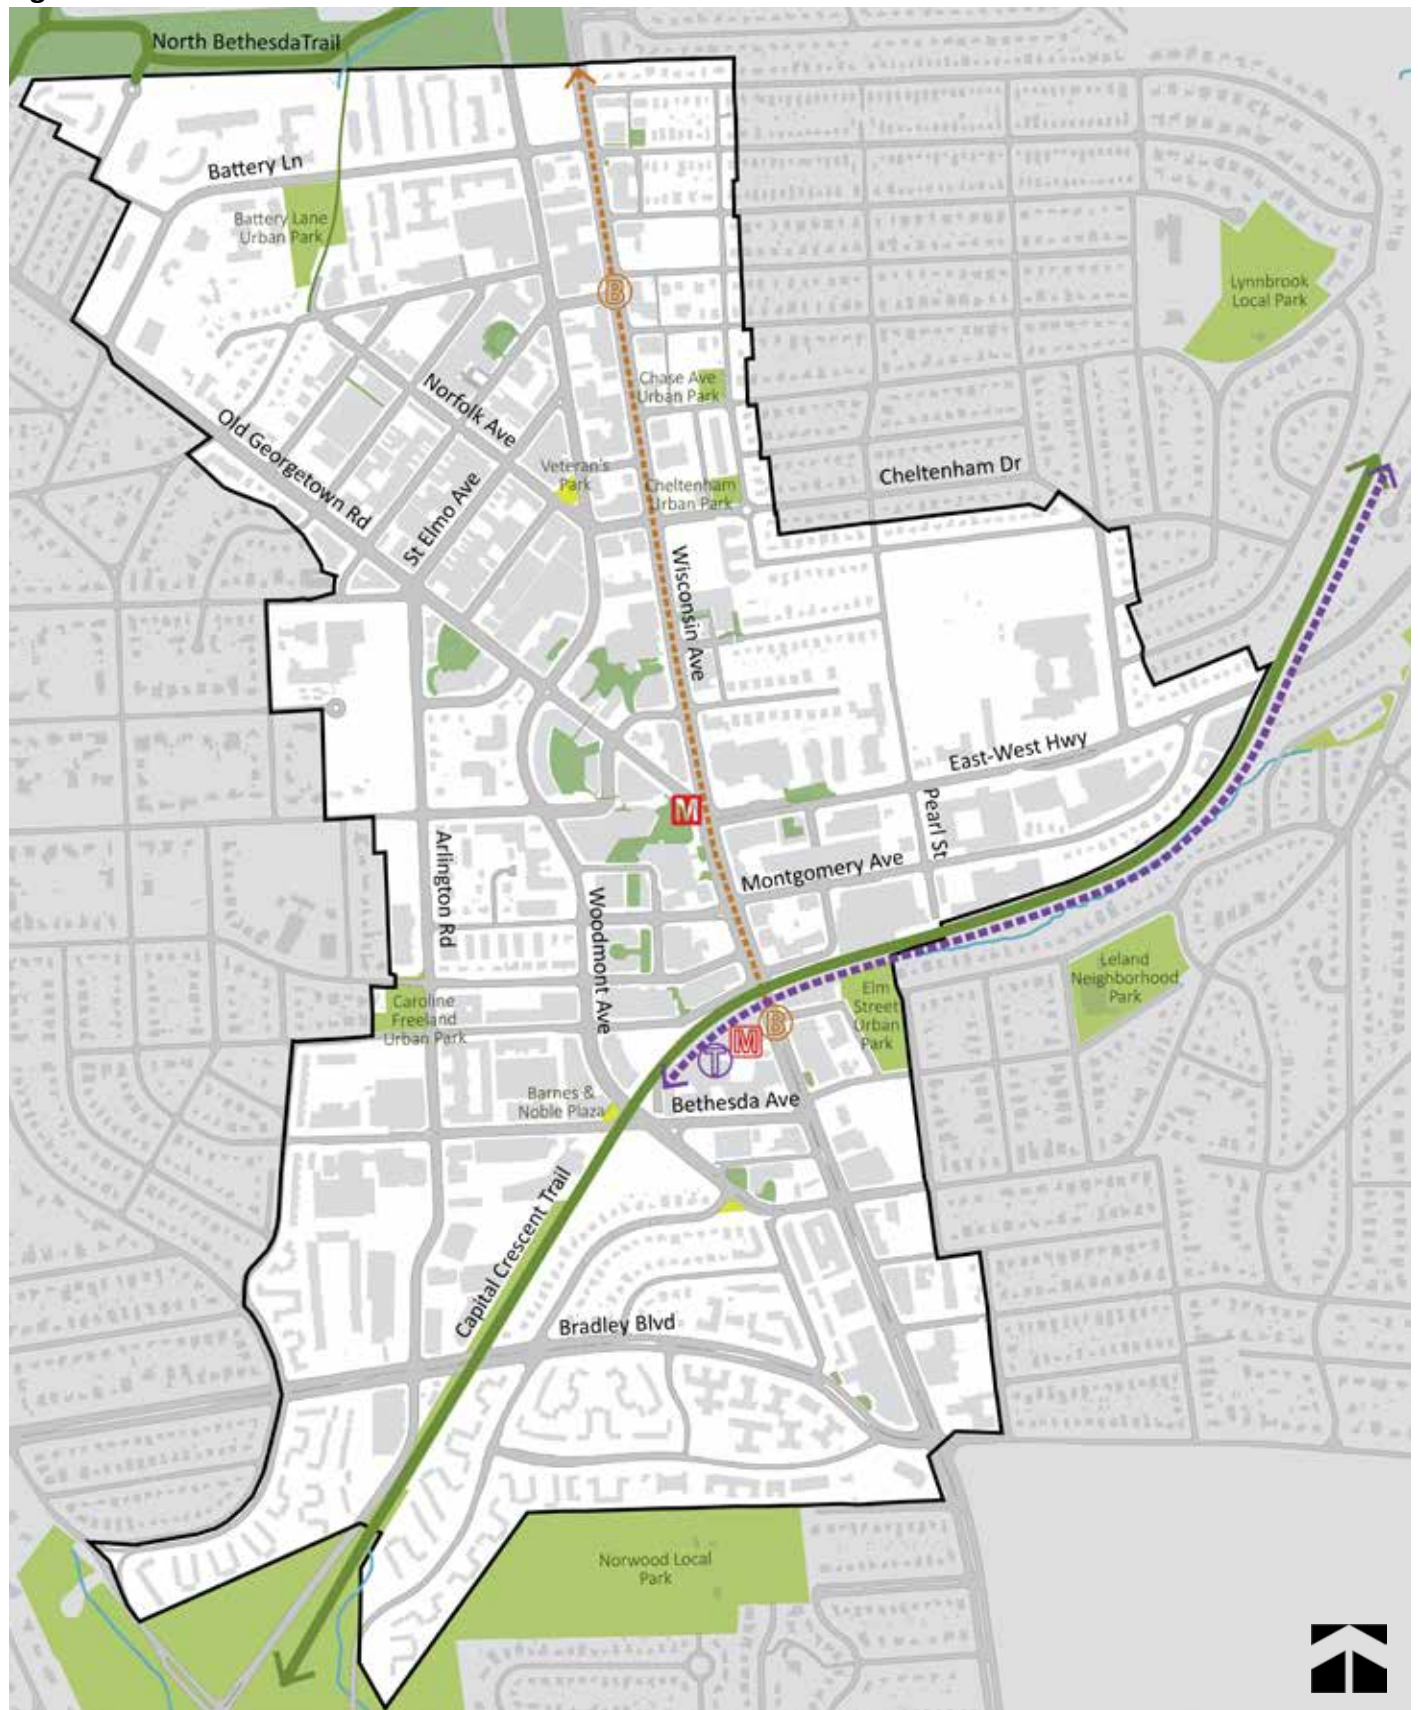 North BethesdaTrail
Battery Ln
Battery Lane
Urban Park
B
Lynnbrook
Local Park
Chase Ave
Urban Park
Norfolk Ave
Old Georgetown Rd
Veteran's
Park
Cheltenham Dr
Cheltenham
Urban Park
St Elmo Ave
Wisconsin Ave
East-West Hwy
Pearl St
M
Arlington Rd
Montgomery Ave
Woodmont Ave
Leland
Neighborhood
Park
Elm
Street
Urban
Park
Caroline
Freeland
Urban Park
B
M
T
Barnes &
Noble Plaza
Bethesda Ave
Capital Crescent Trail
Bradley Blvd
Norwood Local
Park